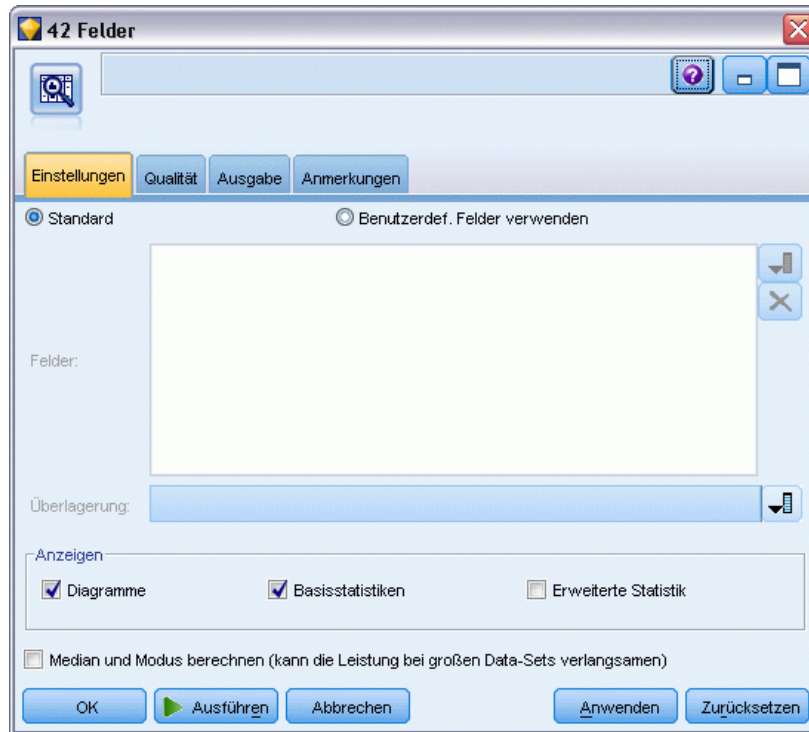 42 Felder
Einstellungen Qualität Ausgabe Anmerkungen
Standard Benutzerdef. Felder verwenden
Felder:
Überlagerung:
Anzeigen
Diagramme Basisstatistiken Erweiterte Statistik
Median und Modus berechnen (kann die Leistung bei großen Data-Sets verlangsamen)
OK Ausführen Abbrechen Anwenden Zurücksetzen